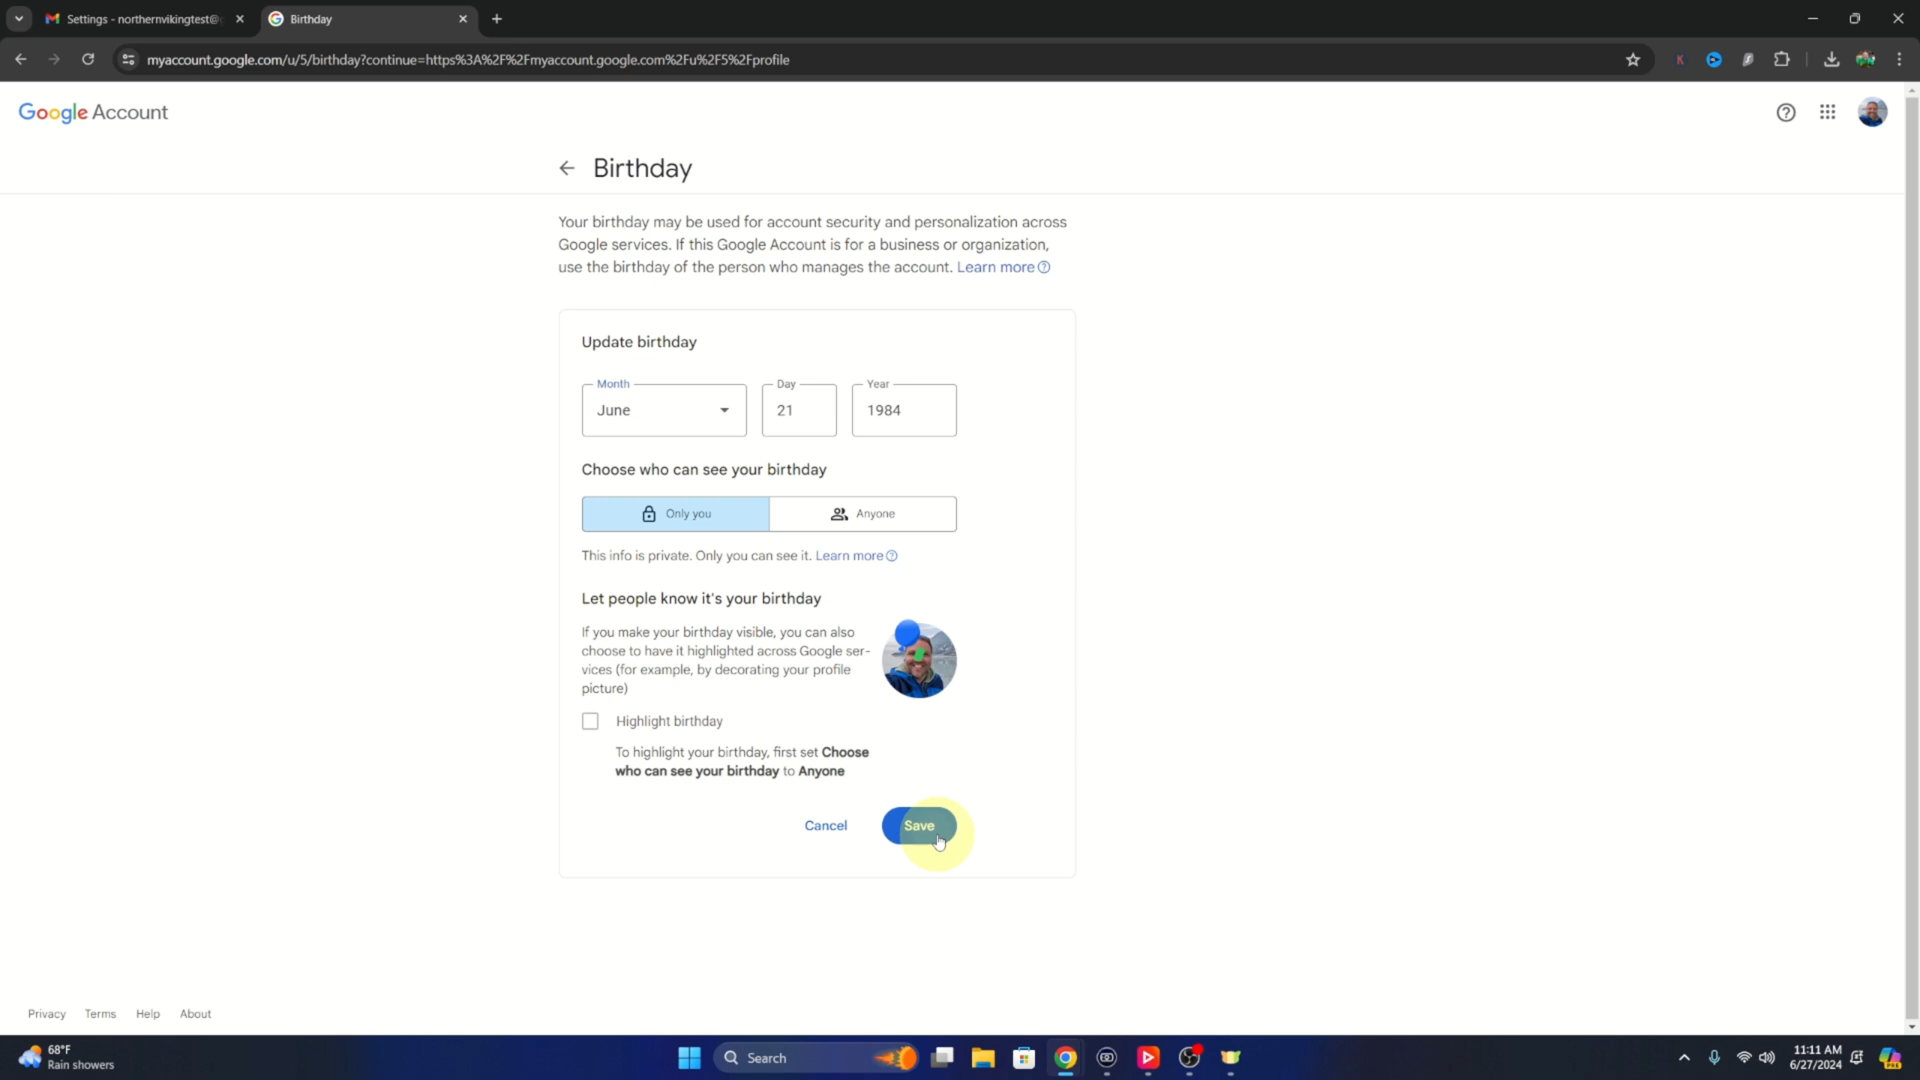 Settings - northernvikingtest@
Birthday
myaccount.google.com/u/5/birthday?continue=https%3A%2F%2Fmyaccount.google.com%2Fu%2F5%2Fprofile
Google Account
Birthday
Your birthday may be used for account security and personalization across
Google services. If this Google Account is for a business or organization,
use the birthday of the person who manages the account. Learn more
Update birthday
Month
Day
Year
June
21
1984
Choose who can see your birthday
Only you
Anyone
This info is private. Only you can see it. Learn more
Let people know it's your birthday
If you make your birthday visible, you can also
choose to have it highlighted across Google ser-
vices (for example, by decorating your profile
picture)
Highlight birthday
To highlight your birthday, first set Choose
who can see your birthday to Anyone
Cancel
Save
Privacy
Terms
Help
About
68°F
Rain showers
Search
11:11 AM
6/27/2024